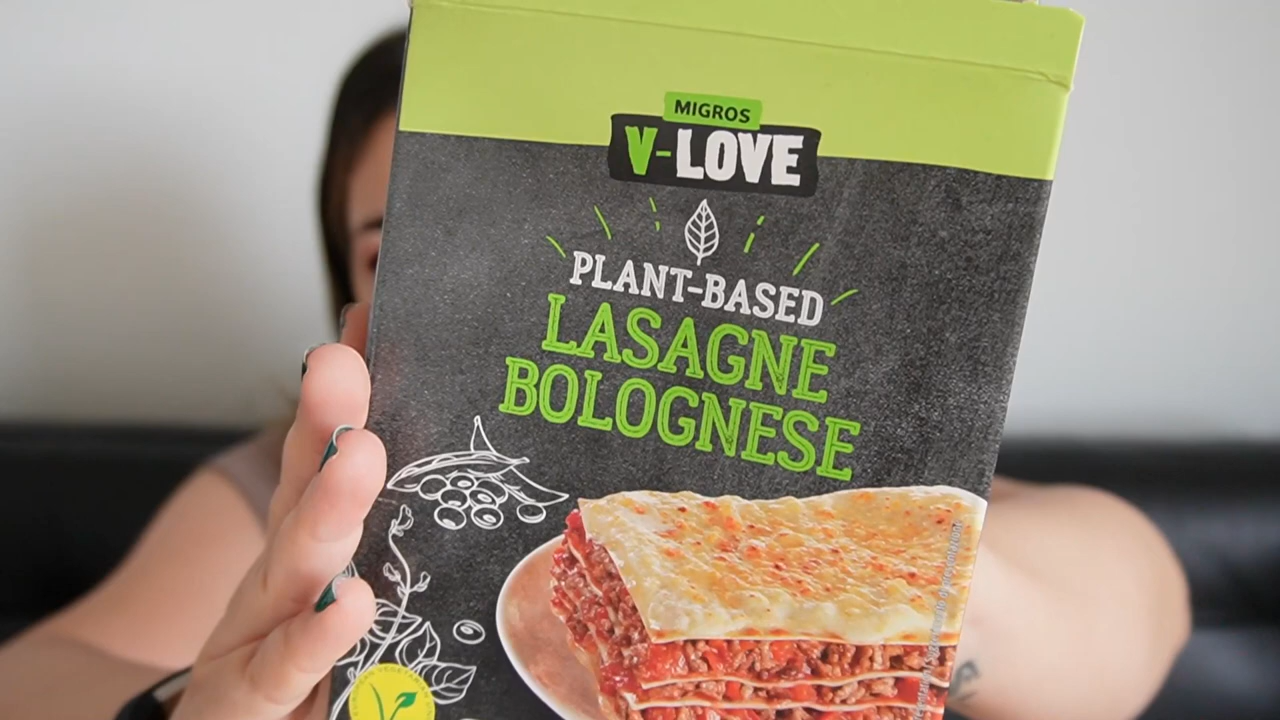 MIGROS
V-LOVE
PLANT-BASED
LASAGNE
BOLOGNESE